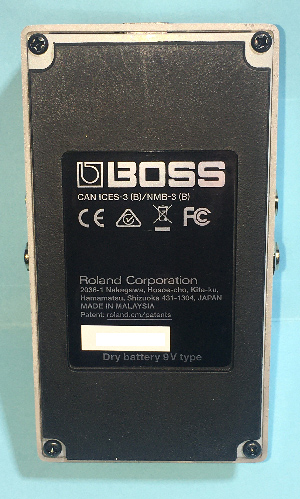 BOSS
CAN ICES-3 (B)/NMB-3 (B)
CE FC
Roland Corporation
2036-1 Nakagawa, Hosoe-cho, Kita-ku,
Hamamatsu, Shizuoka 431-1304, JAPAN
MADE IN MALAYSIA
Patent: roland.cm/patents
Dry battery 9V type